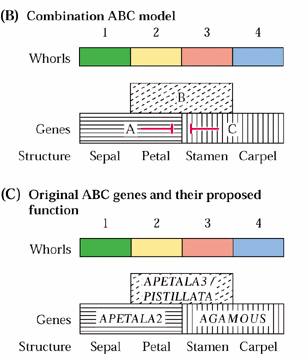 (B) Combination ABC model
1 2 3 4
Whorls
B
Genes A C
Structure Sepal Petal Stamen Carpel
(C) Original ABC genes and their proposed
function
1 2 3 4
Whorls
APETALA3 /
PISTILLATA
Genes APETALA2 AGAMOUS
Structure Sepal Petal Stamen Carpel